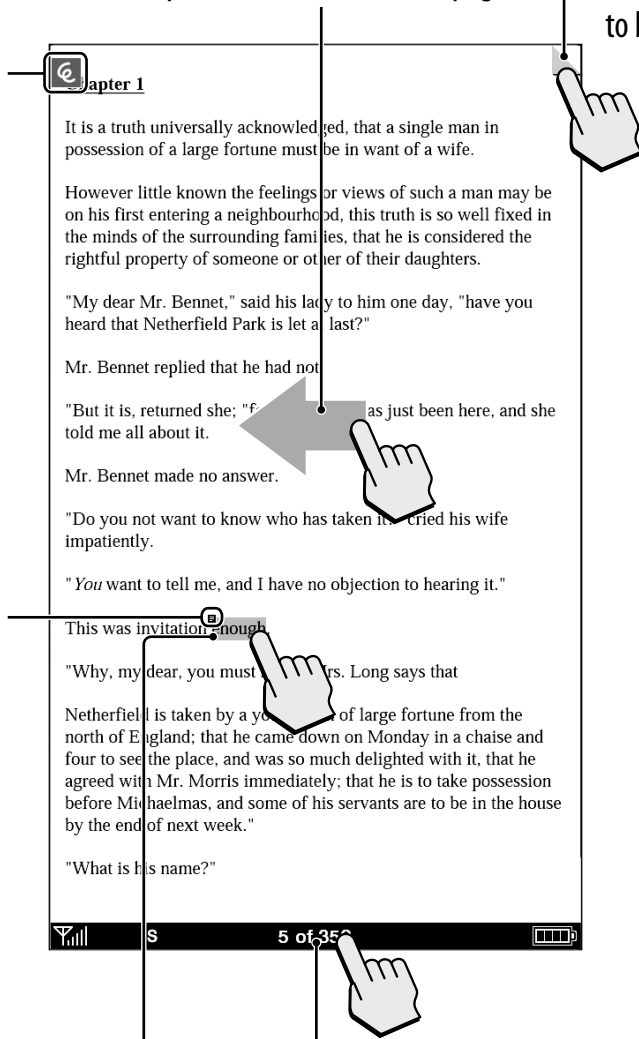 to
Chapter 1
It is a truth universally acknowledged, that a single man in
possession of a large fortune must be in want of a wife.
However little known the feelings or views of such a man may be
on his first entering a neighbourhood, this truth is so well fixed in
the minds of the surrounding families, that he is considered the
rightful property of someone or other of their daughters.
"My dear Mr. Bennet," said his lady to him one day, "have you
heard that Netherfield Park is let at last?"
Mr. Bennet replied that he had not
"But it is, returned she; " just been here, and she
told me all about it.
Mr. Bennet made no answer.
"Do you not want to know who has taken it?" cried his wife
impatiently.
"You want to tell me, and I have no objection to hearing it."
This was invitation enough.
"Why, my dear, you must Mrs. Long says that
Netherfield is taken by a of large fortune from the
north of England; that he came down on Monday in a chaise and
four to see the place, and was so much delighted with it, that he
agreed with Mr. Morris immediately; that he is to take possession
before Michaelmas, and some of his servants are to be in the house
by the end of next week."
"What is his name?"
S 5 of